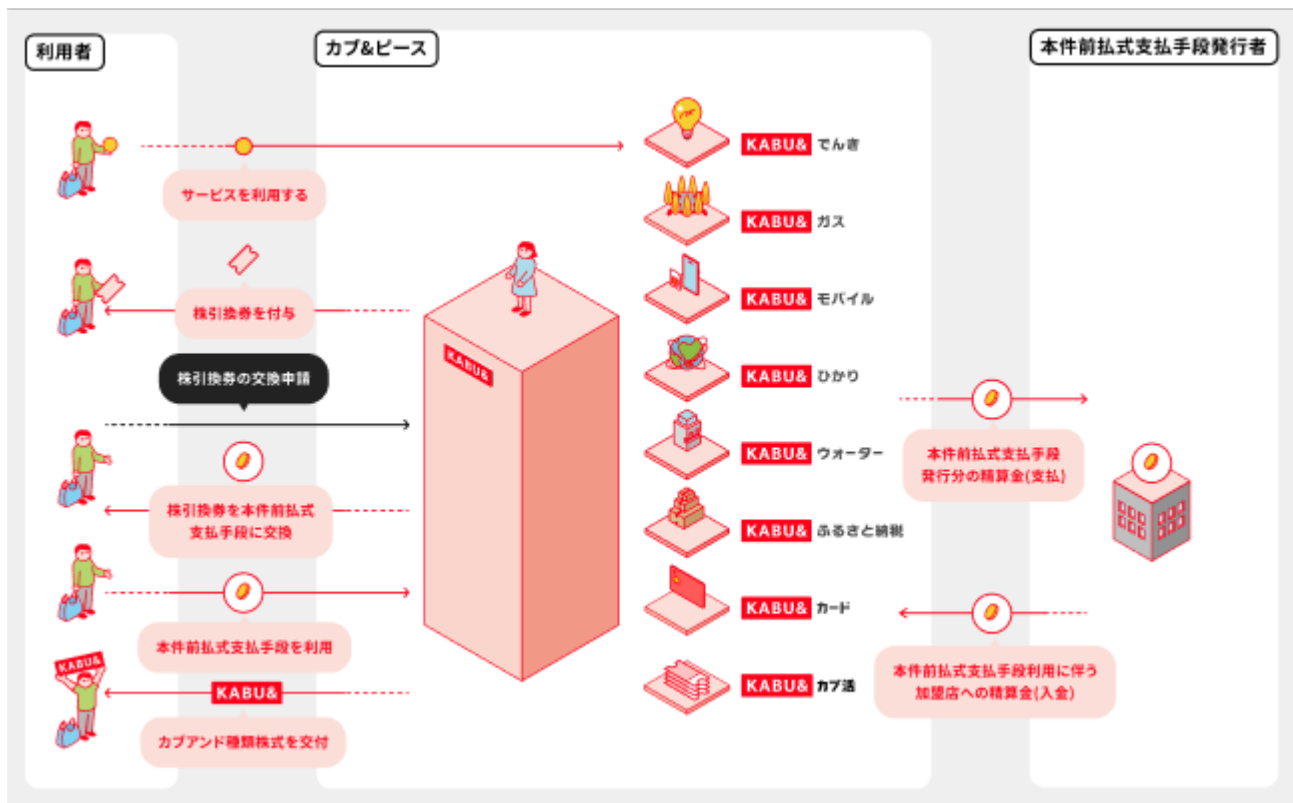 利用者
カブ&ピース
本件前払式支払手段発行者
サービスを利用する
株引換券を付与
株引換券の交換申請
株引換券を本件前払式
支払手段に交換
本件前払式支払手段を利用
KABU&
KABU&
カブアンド種類株式を交付
KABU&
KABU& でんき
KABU& ガス
KABU& モバイル
KABU& ひかり
KABU& ウォーター
KABU& ふるさと納税
KABU& カード
KABU& カブ活
本件前払式支払手段
発行分の精算金(支払)
本件前払式支払手段利用に伴う
加盟店への精算金(入金)